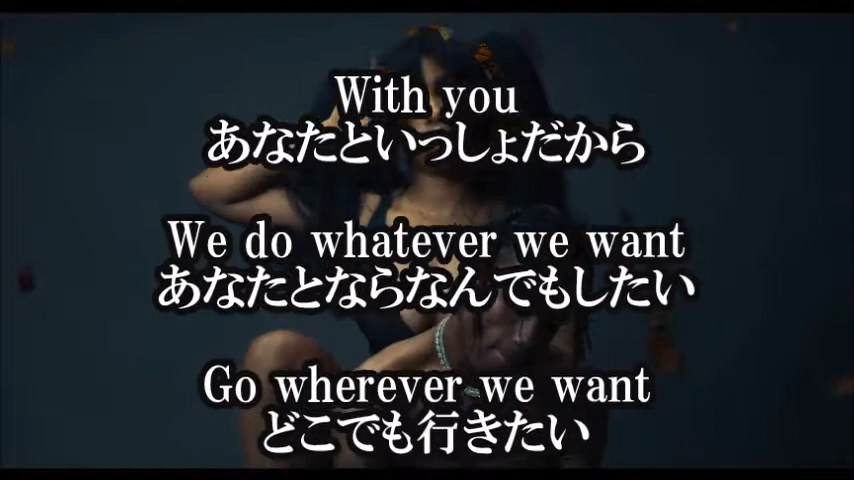 With you
あなたといっしょだから
We do whatever we want
あなたとならなんでもしたい
Go wherever we want
どこでも行きたい